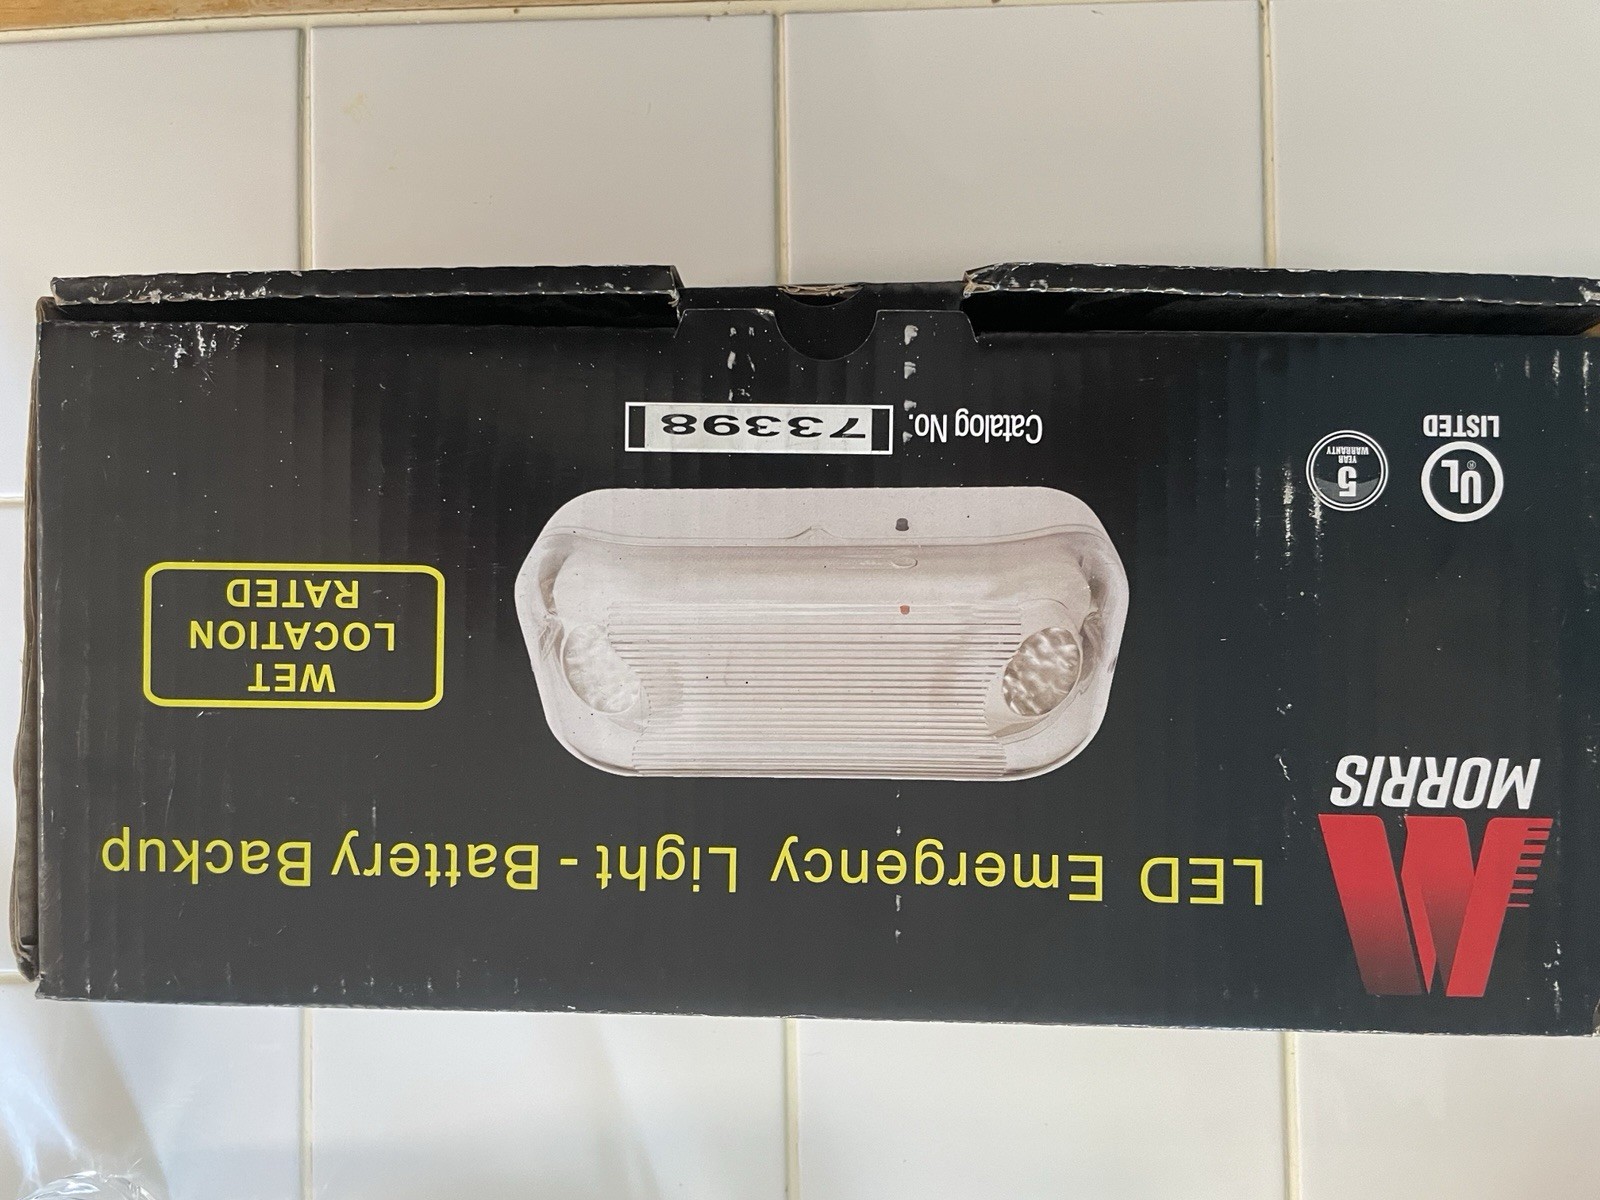 MORRIS
LED Emergency Light - Battery Backup
WET
LOCATION
RATED
UL®
LISTED
5
YEAR
WARRANTY
Catalog No. 73398